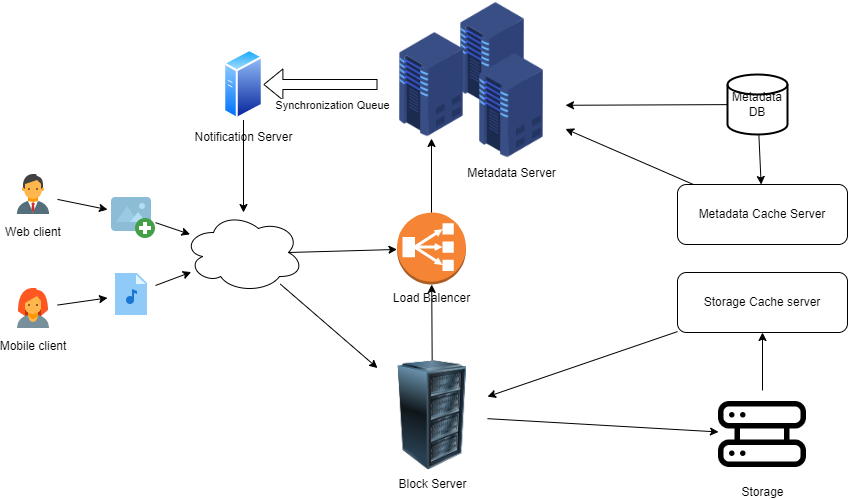 Synchronization Queue
Notification Server
Metadata
DB
Metadata Server
Metadata Cache Server
Web client
Load Balencer
Storage Cache server
Mobile client
Block Server
Storage